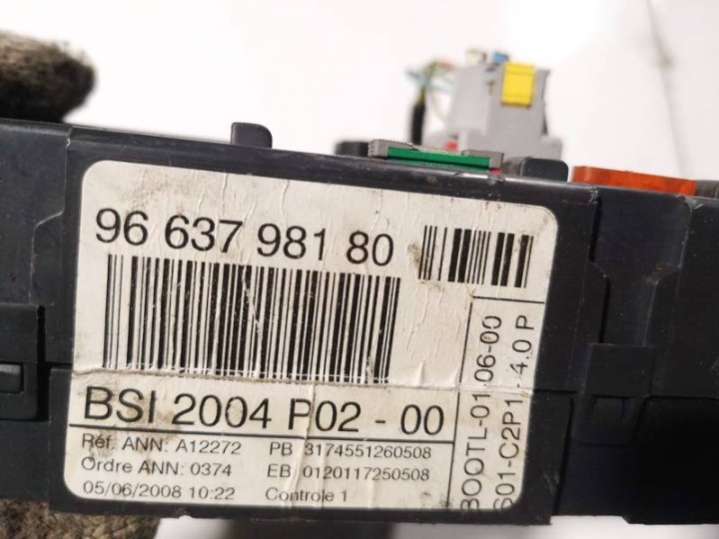 96 637 981 80
BSI 2004 P02 - 00
Réf. ANN: A12272 PB 3174551260508
Ordre ANN: 0374 EB 0120117250508
05/06/2008 10:22 Controle 1
BOOTL-01-06-00
S01-C2P1 - 4.0 P